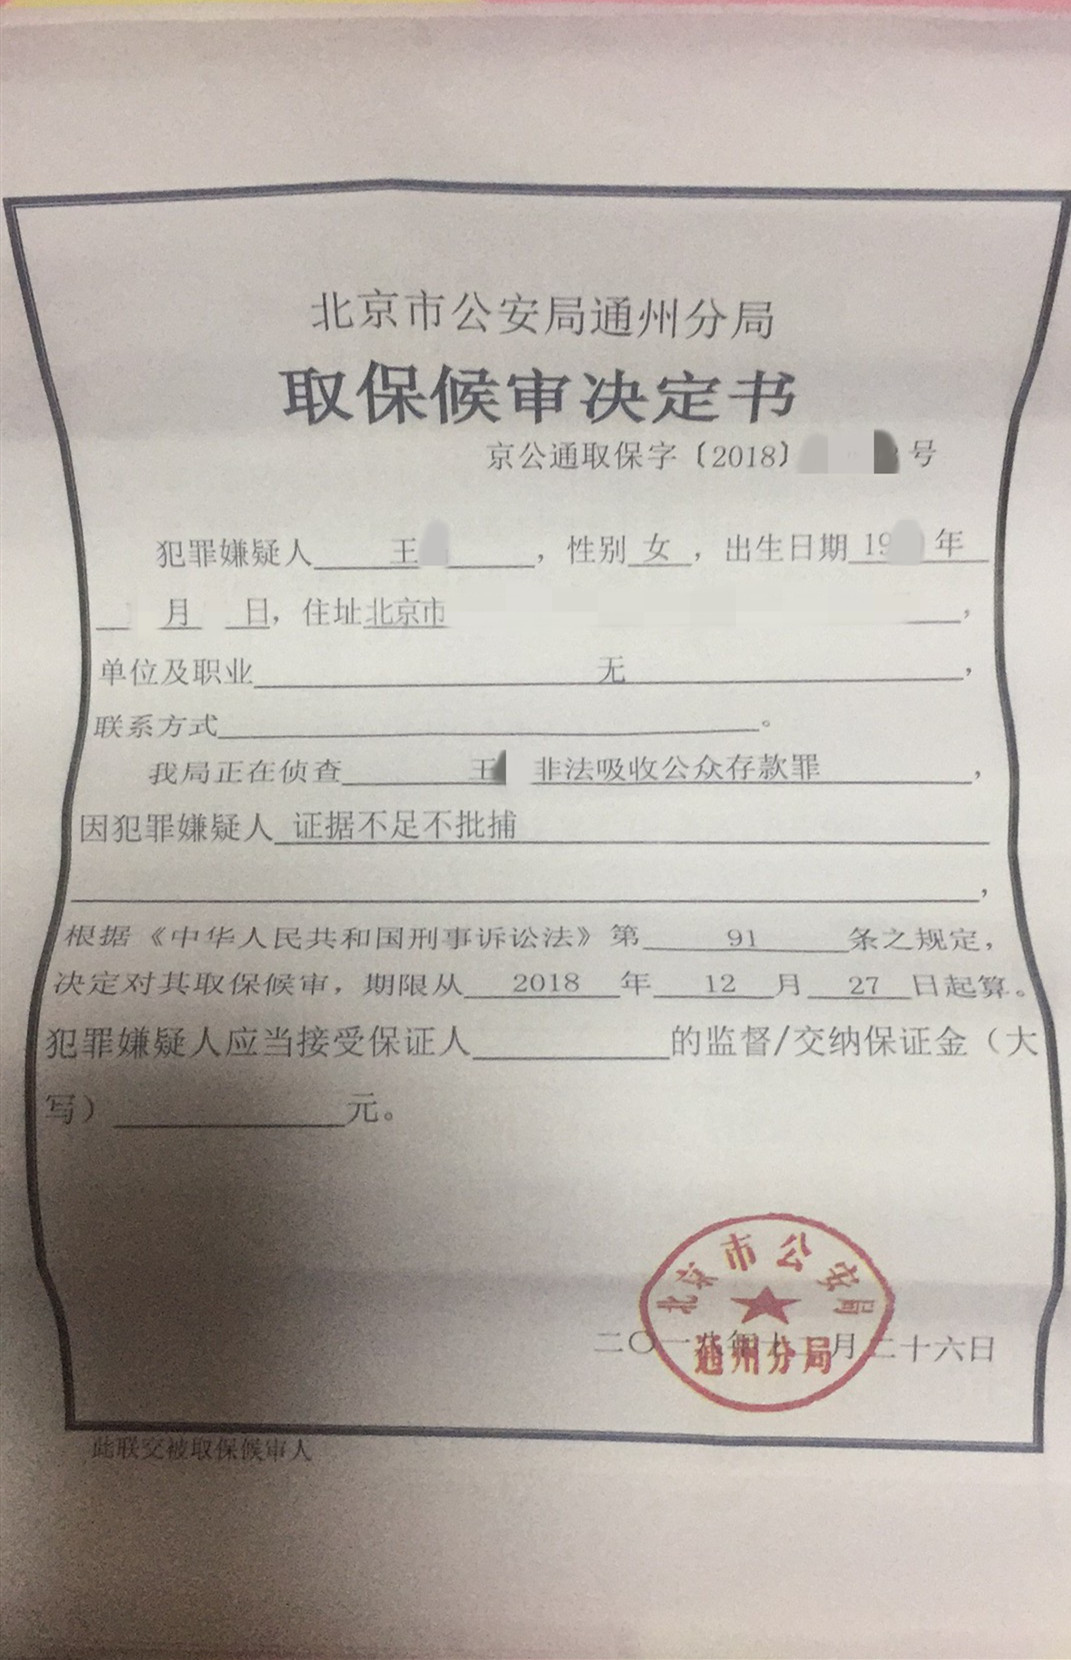 北京市公安局通州分局
取保候审决定书
京公通取保字〔2018〕 号
犯罪嫌疑人 王 ，性别 女 ，出生日期 19 年
月 日，住址北京市 ，
单位及职业 无 ，
联系方式 。
我局正在侦查 王 非法吸收公众存款罪 ，
因犯罪嫌疑人 证据不足不批捕
，
根据《中华人民共和国刑事诉讼法》第 91 条之规定，
决定对其取保候审，期限从 2018 年 12 月 27 日起算。
犯罪嫌疑人应当接受保证人 的监督/交纳保证金（大
写） 元。
北京市公安局
通州分局
二〇一八年十二月二十六日
此联交被取保候审人